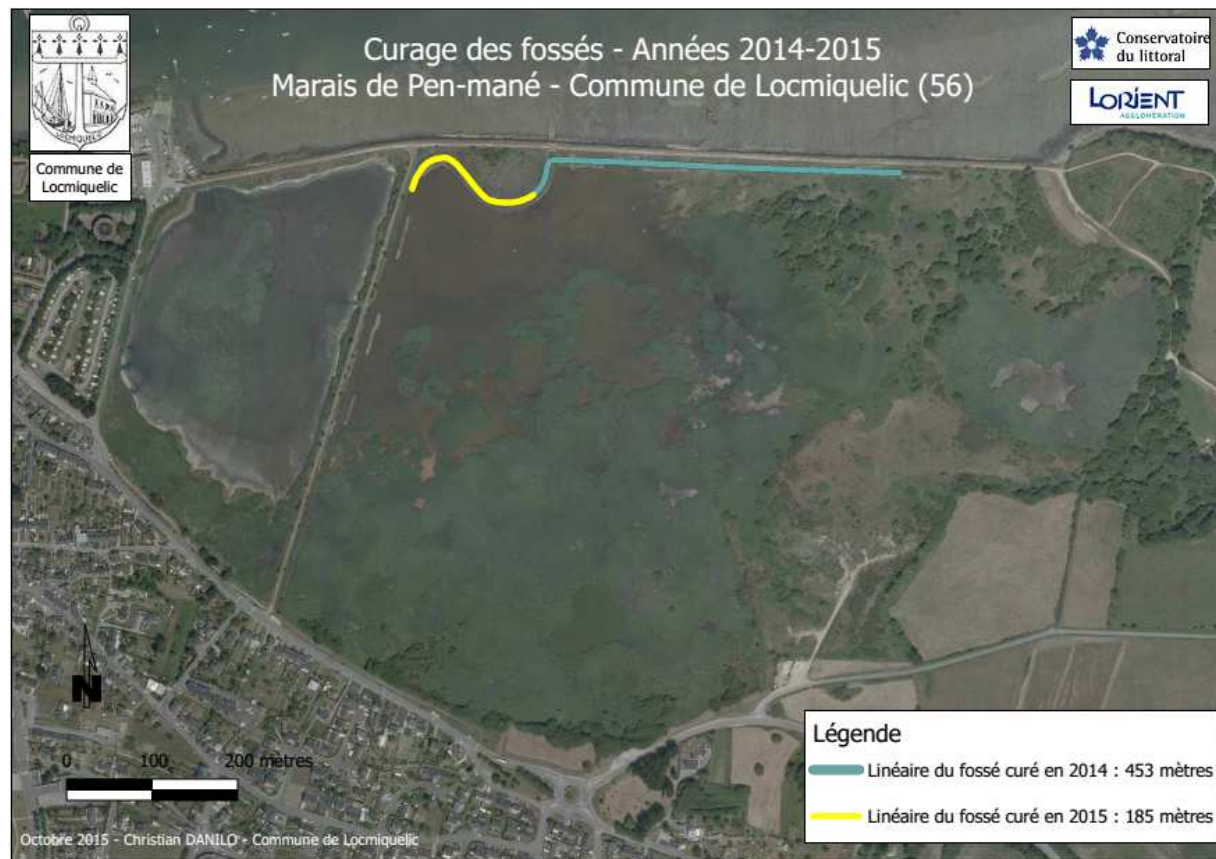 Curage des fossés - Années 2014-2015
Marais de Pen-mané - Commune de Locmiquelic (56)
LOCMIQUELIC
Commune de
Locmiquelic
Conservatoire
du littoral
LORIENT
AGGLOMÉRATION
N
0 100 200 mètres
Légende
Linéaire du fossé curé en 2014 : 453 mètres
Linéaire du fossé curé en 2015 : 185 mètres
Octobre 2015 - Christian DANILO - Commune de Locmiquelic